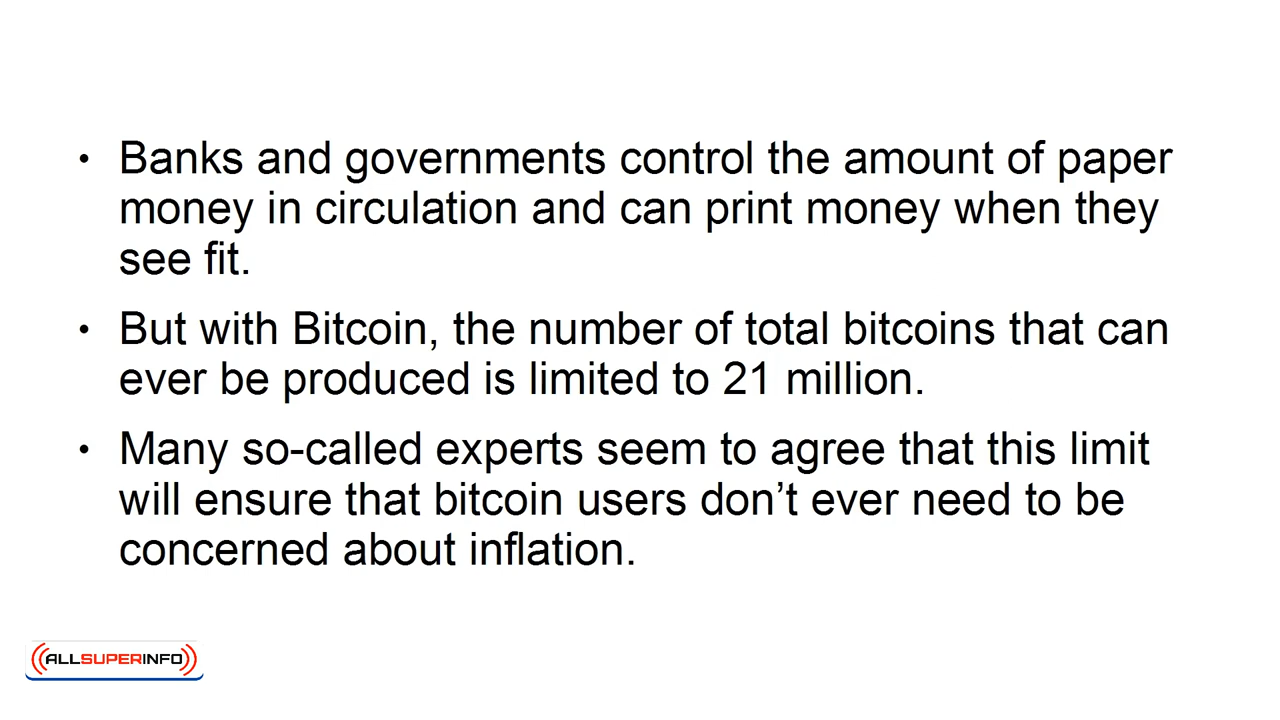 • Banks and governments control the amount of paper
money in circulation and can print money when they
see fit.
• But with Bitcoin, the number of total bitcoins that can
ever be produced is limited to 21 million.
• Many so-called experts seem to agree that this limit
will ensure that bitcoin users don’t ever need to be
concerned about inflation.
ALLSUPERINFO